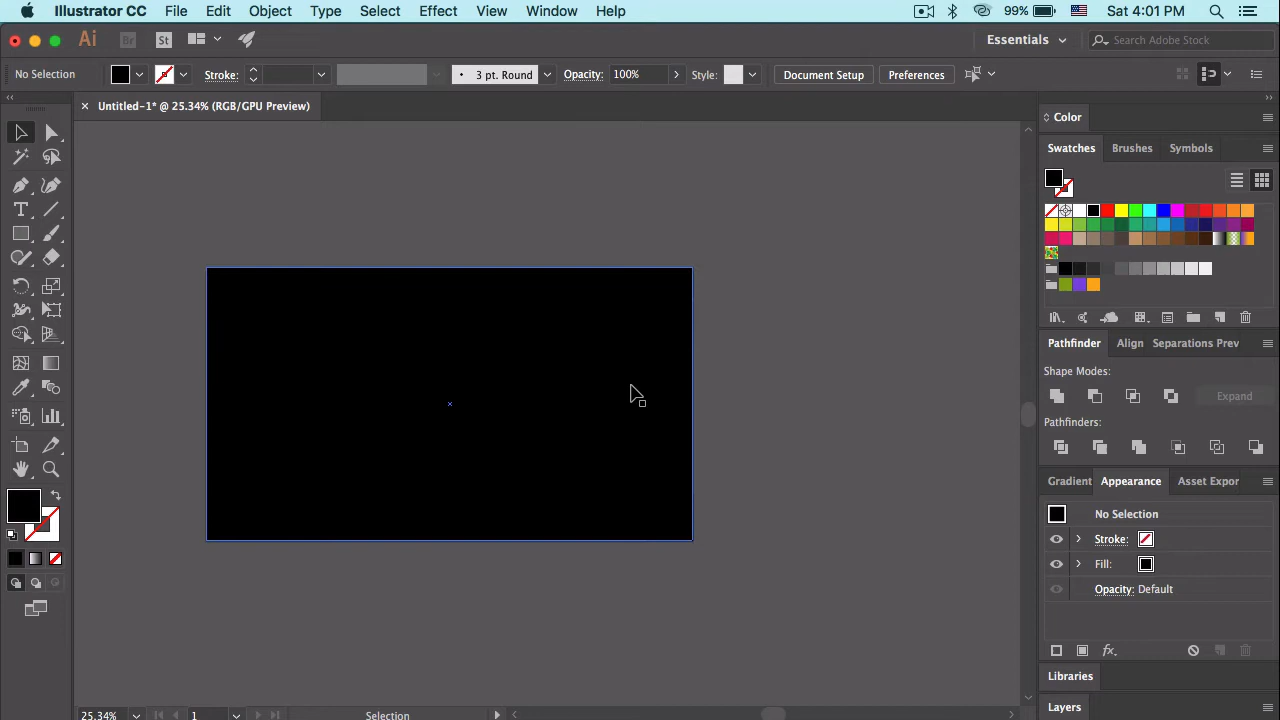 Illustrator CC File Edit Object Type Select Effect View Window Help 99% Sat 4:01 PM
Ai Br St Essentials Search Adobe Stock
No Selection Stroke: 3 pt. Round Opacity: 100% Style: Document Setup Preferences
Untitled-1* @ 25.34% (RGB/GPU Preview)
Color
Swatches Brushes Symbols
Pathfinder Align Separations Prev
Shape Modes:
Expand
Pathfinders:
Gradient Appearance Asset Expor
No Selection
Stroke:
Fill:
Opacity: Default
fx
Libraries
Layers
25.34% 1 Selection